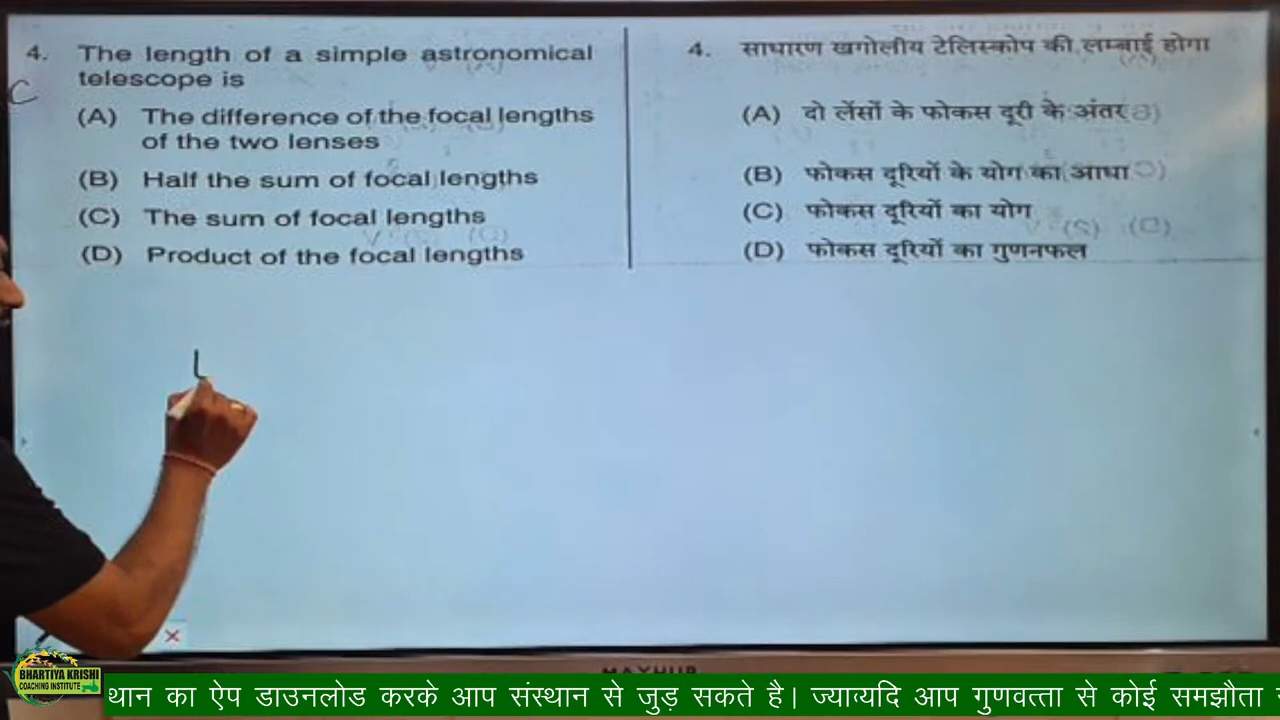 4. The length of a simple astronomical
telescope is
C
(A) The difference of the focal lengths
of the two lenses
(B) Half the sum of focal lengths
(C) The sum of focal lengths
(D) Product of the focal lengths
4. साधारण खगोलीय टेलिस्कोप की लम्बाई होगा
(A) दो लेंसों के फोकस दूरी के अंतर
(B) फोकस दूरियों के योग का आधा
(C) फोकस दूरियों का योग
(D) फोकस दूरियों का गुणनफल
L
BHARTIYA KRISHI
COACHING INSTITUTE
थान का ऐप डाउनलोड करके आप संस्थान से जुड़ सकते है। ज्याय्यदि आप गुणवत्ता से कोई समझौता